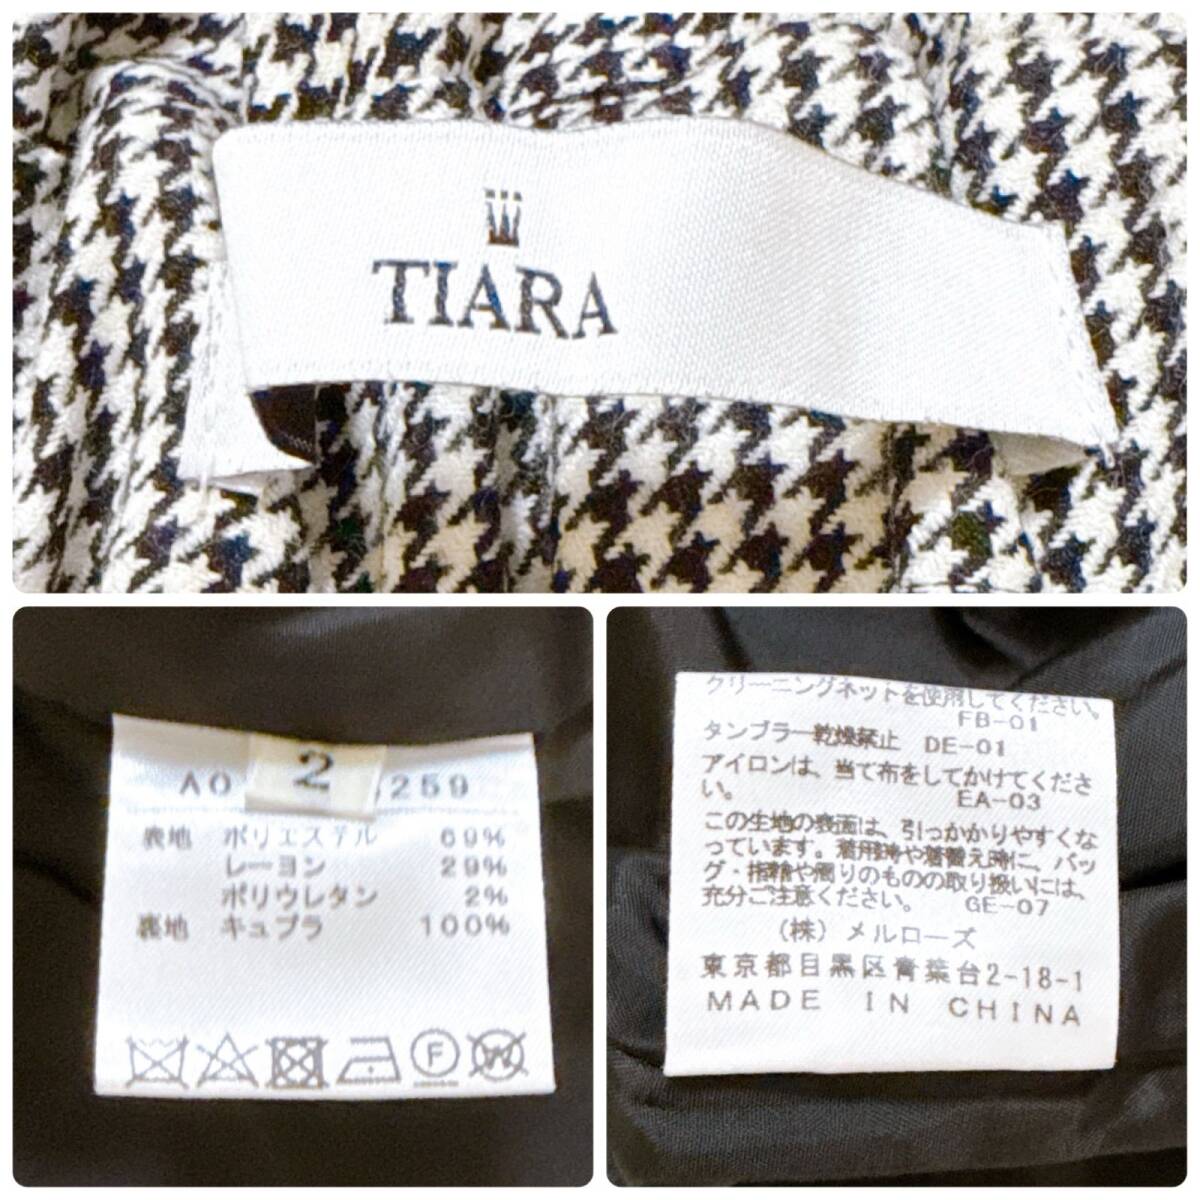 TIARA
2
AO 259
表地 ポリエステル 69%
レーヨン 29%
ポリウレタン 2%
裏地 キュプラ 100%
F
W
クリーニングネットを使用してください。
FB-01
タンブラー乾燥禁止 DE-01
アイロンは、当て布をしてかけてくださ
い。 EA-03
この生地の表面は、引っかかりやすくな
っています。着用時や着替え時に、バッ
グ・指輪や周りのものの取り扱いには、
充分ご注意ください。 GE-07
(株)メルローズ
東京都目黒区青葉台2-18-1
MADE IN CHINA